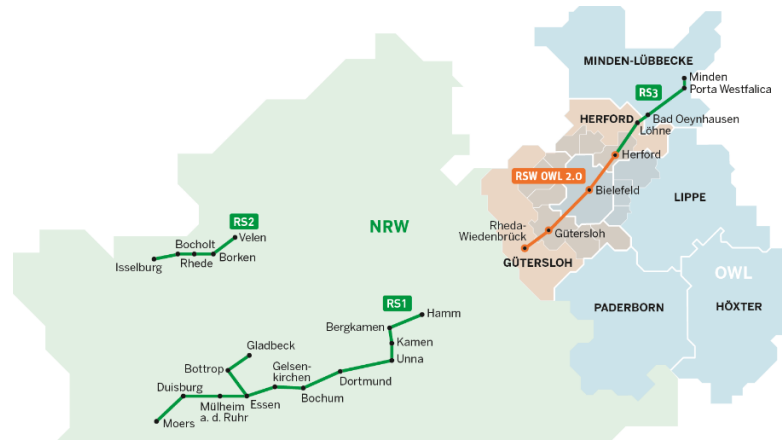 MINDEN-LÜBBECKE
Minden
Porta Westfalica
RS3
HERFORD
Bad Oeynhausen
Löhne
Herford
RSW OWL 2.0
Bielefeld
LIPPE
Rheda-
Wiedenbrück
Gütersloh
GÜTERSLOH
OWL
PADERBORN
HÖXTER
NRW
RS2
Velen
Bocholt
Rhede
Borken
Isselburg
RS1
Hamm
Bergkamen
Kamen
Unna
Gladbeck
Bottrop
Gelsen-
kirchen
Dortmund
Duisburg
Mülheim
a. d. Ruhr
Essen
Bochum
Moers